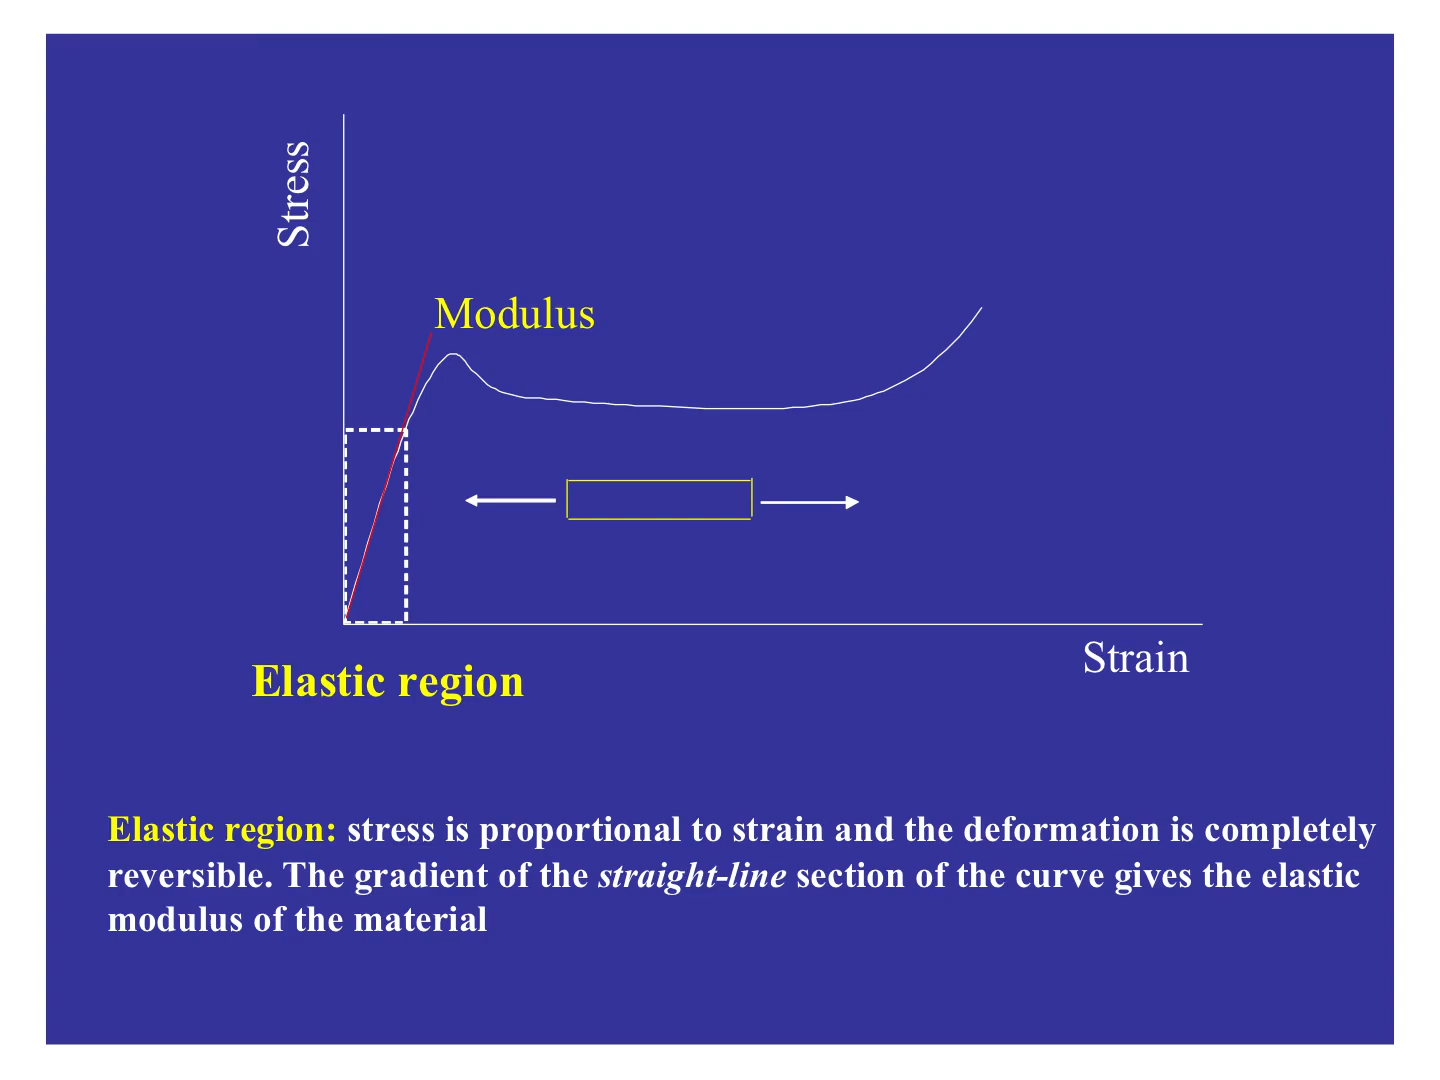 Stress
Modulus
Strain
Elastic region
Elastic region: stress is proportional to strain and the deformation is completely
reversible. The gradient of the straight-line section of the curve gives the elastic
modulus of the material